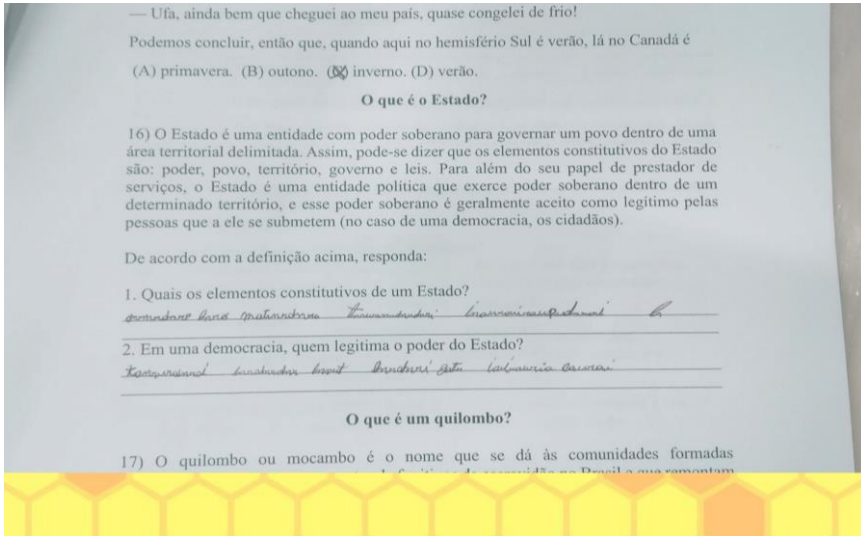 — Ufa, ainda bem que cheguei ao meu país, quase congelei de frio!
Podemos concluir, então que, quando aqui no hemisfério Sul é verão, lá no Canadá é
(A) primavera. (B) outono. (C) inverno. (D) verão.
O que é o Estado?
16) O Estado é uma entidade com poder soberano para governar um povo dentro de uma
área territorial delimitada. Assim, pode-se dizer que os elementos constitutivos do Estado
são: poder, povo, território, governo e leis. Para além do seu papel de prestador de
serviços, o Estado é uma entidade política que exerce poder soberano dentro de um
determinado território, e esse poder soberano é geralmente aceito como legítimo pelas
pessoas que a ele se submetem (no caso de uma democracia, os cidadãos).
De acordo com a definição acima, responda:
1. Quais os elementos constitutivos de um Estado?
2. Em uma democracia, quem legitima o poder do Estado?
O que é um quilombo?
17) O quilombo ou mocambo é o nome que se dá às comunidades formadas